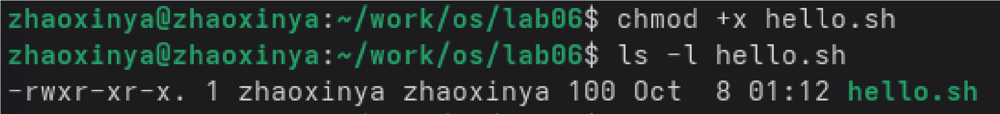 zhaoxinya@zhaoxinya:~/work/os/lab06$ chmod +x hello.sh
zhaoxinya@zhaoxinya:~/work/os/lab06$ ls -l hello.sh
-rwxr-xr-x. 1 zhaoxinya zhaoxinya 100 Oct  8 01:12 hello.sh